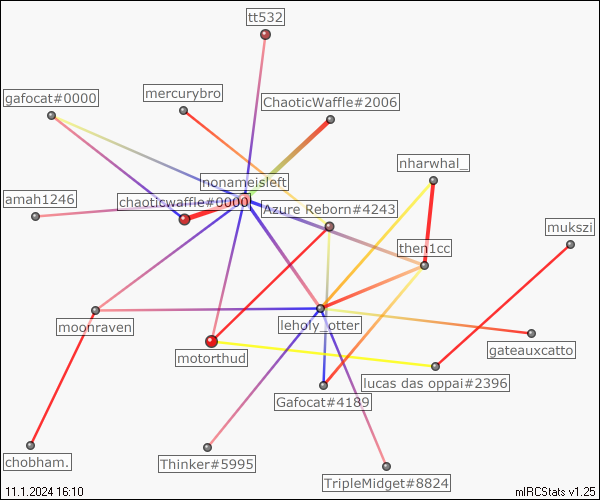 tt532
gafocat#0000
mercurybro
ChaoticWaffle#2006
nharwhal_
nonameisleft
amah1246
chaoticwaffle#0000
Azure Reborn#4243
mukszi
then1cc
moonraven
leholy_otter
motorthud
gateauxcatto
lucas das oppai#2396
Gafocat#4189
chobham.
Thinker#5995
TripleMidget#8824
11.1.2024 16:10
mIRCStats v1.25